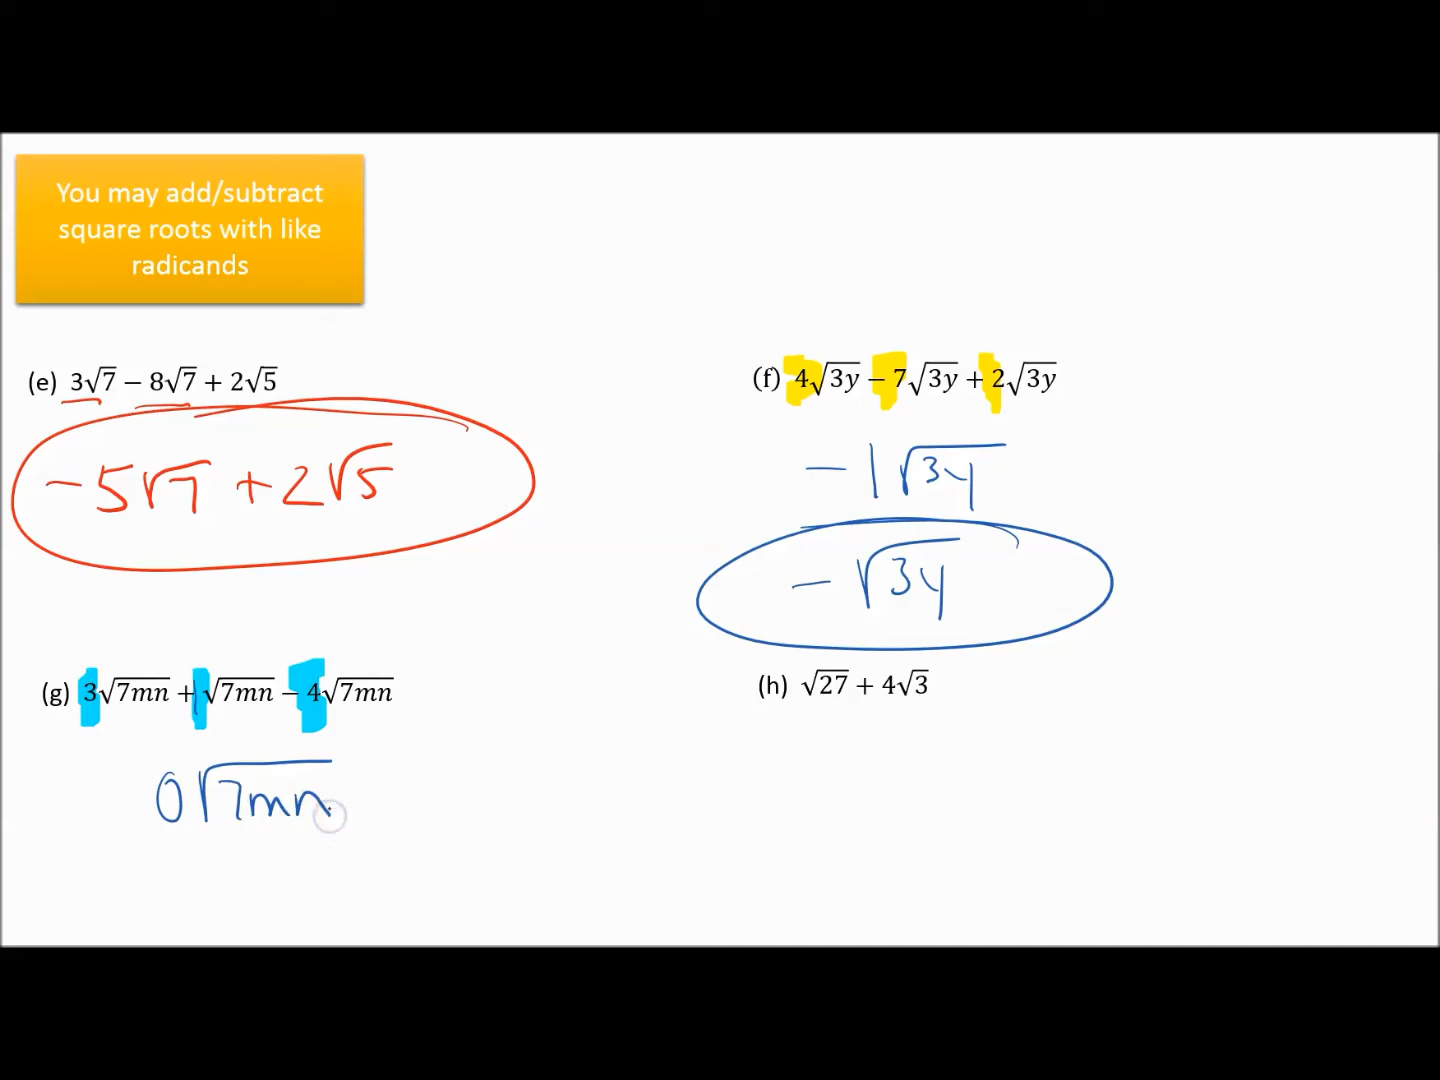 You may add/subtract
square roots with like
radicands
(e) 3√7 − 8√7 + 2√5
−5√7 + 2√5
(f) 4√3y − 7√3y + 2√3y
−1√3y
−√3y
(g) 3√7mn + 1√7mn − 4√7mn
0√7mn
(h) √27 + 4√3